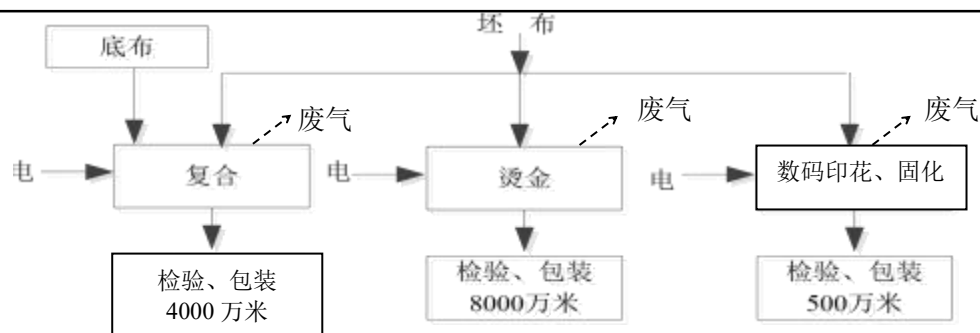 坯 布
底布
废气
废气
废气
电
复合
电
烫金
电
数码印花、固化
检验、包装
4000 万米
检验、包装
8000万米
检验、包装
500万米